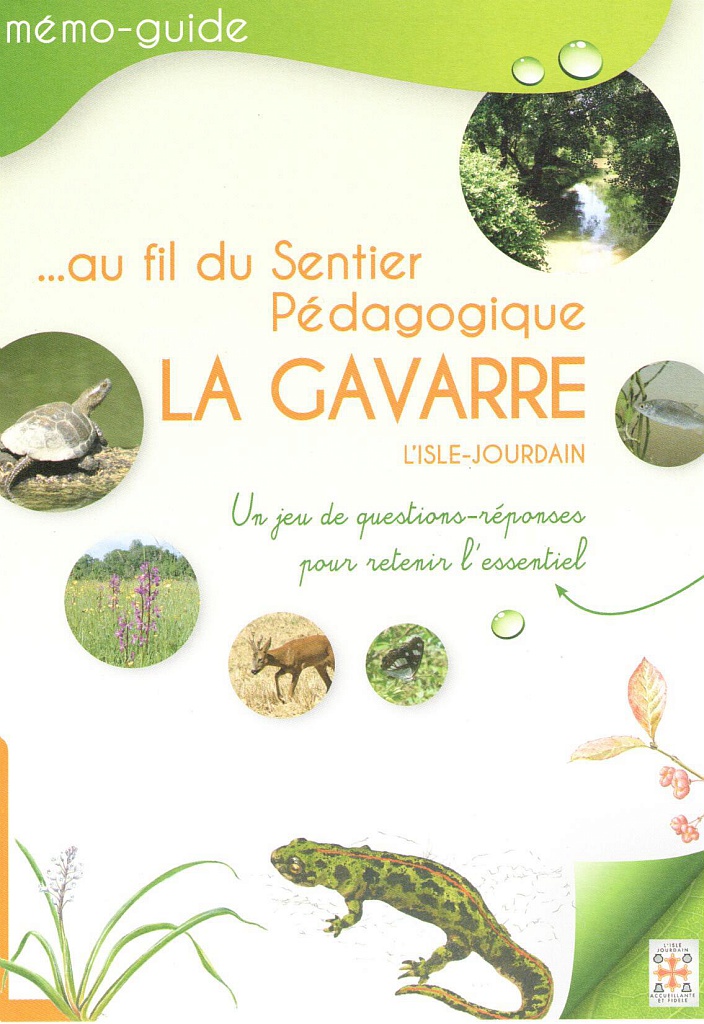 mémo-guide
...au fil du Sentier
Pédagogique
LA GAVARRE
L'ISLE-JOURDAIN
Un jeu de questions-réponses
pour retenir l'essentiel
L'ISLE
JOURDAIN
ACCUEILLANTE
ET FIDÈLE